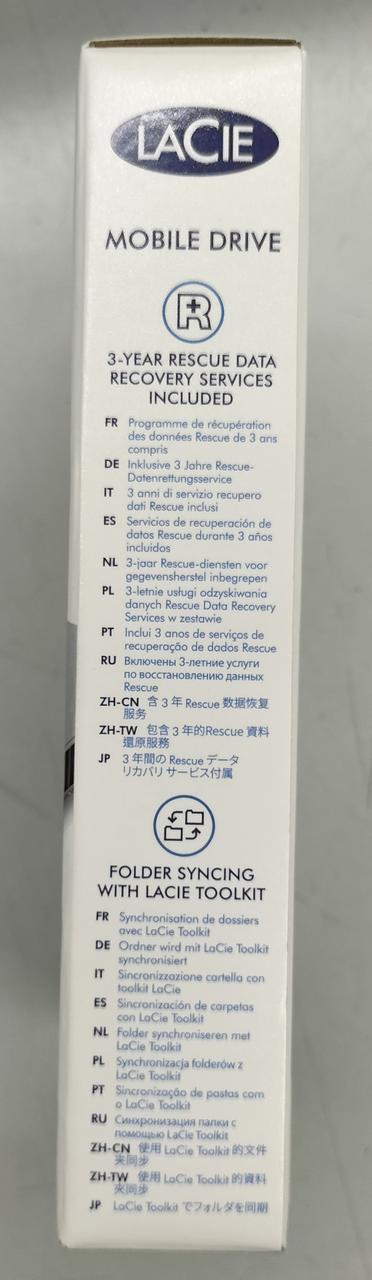 LACIE
MOBILE DRIVE
R
3-YEAR RESCUE DATA
RECOVERY SERVICES
INCLUDED
FR Programme de récupération
des données Rescue de 3 ans
compris
DE Inklusive 3 Jahre Rescue-
Datenrettungsservice
IT 3 anni di servizio recupero
dati Rescue inclusi
ES Servicios de recuperación de
datos Rescue durante 3 años
incluidos
NL 3-jaar Rescue-diensten voor
gegevensherstel inbegrepen
PL 3-letnie usługi odzyskiwania
danych Rescue Data Recovery
Services w zestawie
PT Inclui 3 anos de serviços de
recuperação de dados Rescue
RU Включены 3-летние услуги
по восстановлению данных
Rescue
ZH-CN 含 3 年 Rescue 数据恢复
服务
ZH-TW 包含 3 年的Rescue 資料
還原服務
JP 3 年間の Rescue データ
リカバリ サービス付属
FOLDER SYNCING
WITH LACIE TOOLKIT
FR Synchronisation de dossiers
avec LaCie Toolkit
DE Ordner wird mit LaCie Toolkit
synchronisiert
IT Sincronizzazione cartella con
toolkit LaCie
ES Sincronización de carpetas
con LaCie Toolkit
NL Folder synchroniseren met
LaCie Toolkit
PL Synchronizacja folderów z
LaCie Toolkit
PT Sincronização de pastas com
o LaCie Toolkit
RU Синхронизация папки с
помощью LaCie Toolkit
ZH-CN 使用 LaCie Toolkit 的文件
夹同步
ZH-TW 使用 LaCie Toolkit 的資料
夾同步
JP LaCie Toolkit でフォルダを同期